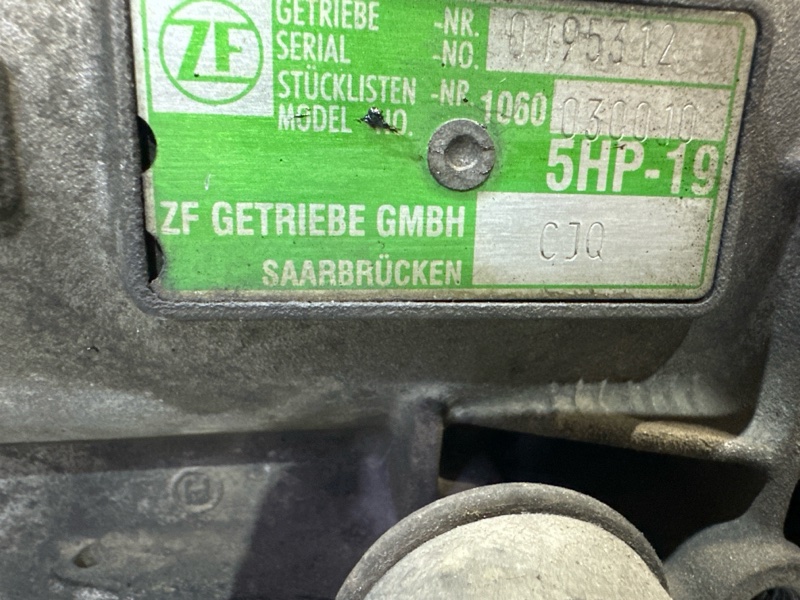 ZF
GETRIEBE -NR. 0195312
SERIAL -NO.
STÜCKLISTEN -NR. 1060 030010
MODEL NO.
5HP-19
ZF GETRIEBE GMBH
CJQ
SAARBRÜCKEN